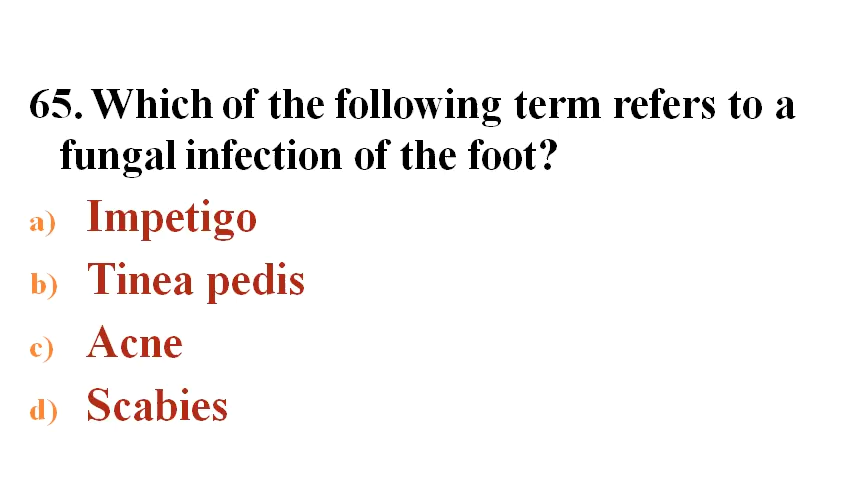 65. Which of the following term refers to a
fungal infection of the foot?
a) Impetigo
b) Tinea pedis
c) Acne
d) Scabies